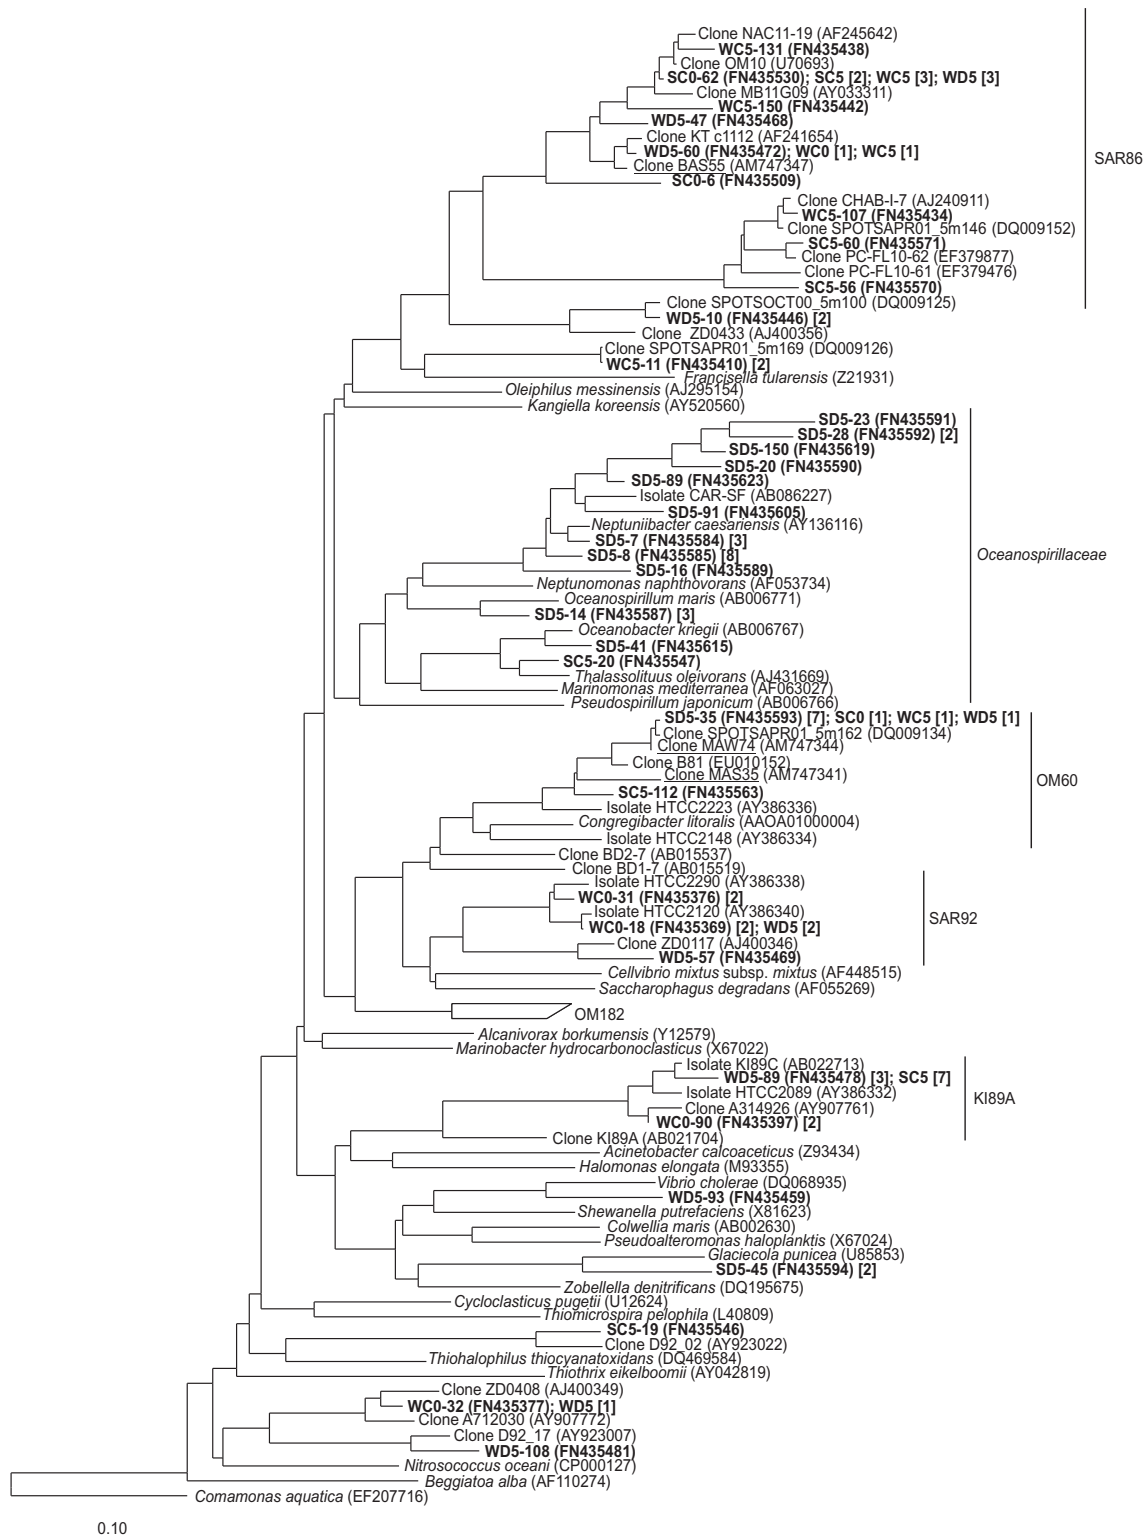 Clone NAC11-19 (AF245642)
WC5-131 (FN435438)
Clone OM10 (U70693)
SC0-62 (FN435530); SC5 [2]; WC5 [3]; WD5 [3]
Clone MB11G09 (AY033311)
WC5-150 (FN435442)
WD5-47 (FN435468)
Clone KT c1112 (AF241654)
WD5-60 (FN435472); WC0 [1]; WC5 [1]
Clone BAS55 (AM747347)
SC0-6 (FN435509)
SAR86
Clone CHAB-I-7 (AJ240911)
WC5-107 (FN435434)
Clone SPOTSAPR01_5m146 (DQ009152)
SC5-60 (FN435571)
Clone PC-FL10-62 (EF379877)
Clone PC-FL10-61 (EF379476)
SC5-56 (FN435570)
Clone SPOTSOCT00_5m100 (DQ009125)
WD5-10 (FN435446) [2]
Clone ZD0433 (AJ400356)
Clone SPOTSAPR01_5m169 (DQ009126)
WC5-11 (FN435410) [2]
Francisella tularensis (Z21931)
Oleiphilus messinensis (AJ295154)
Kangiella koreensis (AY520560)
SD5-23 (FN435591)
SD5-28 (FN435592) [2]
SD5-150 (FN435619)
SD5-20 (FN435590)
SD5-89 (FN435623)
Isolate CAR-SF (AB086227)
SD5-91 (FN435605)
Neptuniibacter caesariensis (AY136116)
SD5-7 (FN435584) [3]
SD5-8 (FN435585) [8]
Oceanospirillaceae
SD5-16 (FN435589)
Neptunomonas naphthovorans (AF053734)
Oceanospirillum maris (AB006771)
SD5-14 (FN435587) [3]
Oceanobacter kriegii (AB006767)
SD5-41 (FN435615)
SC5-20 (FN435547)
Thalassolituus oleivorans (AJ431669)
Marinomonas mediterranea (AF063027)
Pseudospirillum japonicum (AB006766)
SD5-35 (FN435593) [7]; SC0 [1]; WC5 [1]; WD5 [1]
Clone SPOTSAPR01_5m162 (DQ009134)
Clone MAW74 (AM747344)
Clone B81 (EU010152)
Clone MAS35 (AM747341)
OM60
SC5-112 (FN435563)
Isolate HTCC2223 (AY386336)
Congregibacter litoralis (AAOA01000004)
Isolate HTCC2148 (AY386334)
Clone BD2-7 (AB015537)
Clone BD1-7 (AB015519)
Isolate HTCC2290 (AY386338)
WC0-31 (FN435376) [2]
Isolate HTCC2120 (AY386340)
SAR92
WC0-18 (FN435369) [2]; WD5 [2]
Clone ZD0117 (AJ400346)
WD5-57 (FN435469)
Cellvibrio mixtus subsp. mixtus (AF448515)
Saccharophagus degradans (AF055269)
OM182
Alcanivorax borkumensis (Y12579)
Marinobacter hydrocarbonoclasticus (X67022)
Isolate KI89C (AB022713)
WD5-89 (FN435478) [3]; SC5 [7]
Isolate HTCC2089 (AY386332)
KI89A
Clone A314926 (AY907761)
WC0-90 (FN435397) [2]
Clone KI89A (AB021704)
Acinetobacter calcoaceticus (Z93434)
Halomonas elongata (M93355)
Vibrio cholerae (DQ068935)
WD5-93 (FN435459)
Shewanella putrefaciens (X81623)
Colwellia maris (AB002630)
Pseudoalteromonas haloplanktis (X67024)
Glaciecola punicea (U85853)
SD5-45 (FN435594) [2]
Zobellella denitrificans (DQ195675)
Cycloclasticus pugetii (U12624)
Thiomicrospira pelophila (L40809)
SC5-19 (FN435546)
Clone D92_02 (AY923022)
Thiohalophilus thiocyanatoxidans (DQ469584)
Thiothrix eikelboomii (AY042819)
Clone ZD0408 (AJ400349)
WC0-32 (FN435377); WD5 [1]
Clone A712030 (AY907772)
Clone D92_17 (AY923007)
WD5-108 (FN435481)
Nitrosococcus oceani (CP000127)
Beggiatoa alba (AF110274)
Comamonas aquatica (EF207716)
0.10